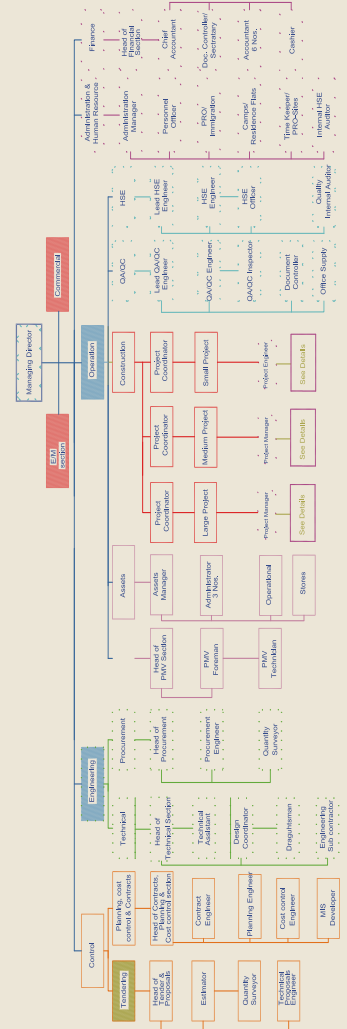 Managing Director
E/M
section
Commercial
Control
Engineering
Operation
Administration &
Human Resource
Finance
Tendering
Planning, cost
control & Contracts
Technical
Procurement
Assets
Construction
QA/QC
HSE
Administration
Manager
Head of
Financial
Section
Head of
Tender &
Proposals
Head of Contracts,
Planning &
Cost control section
Head of
Technical Section
Head of
Procurement
Head of
PMV Section
Assets
Manager
Project
Coordinator
Project
Coordinator
Project
Coordinator
Lead QA/QC
Engineer
Lead HSE
Engineer
Personnel
Officer
Chief
Accountant
Estimator
Contract
Engineer
Technical
Assistant
Procurement
Engineer
PMV
Foreman
Administrator
3 Nos.
Large Project
Medium Project
Small Project
QA/QC Engineer
HSE
Engineer
PRO/
Immigration
Doc. Controller/
Sectratary
Quantity
Surveyor
Planning Engineer
Design
Coordinator
Quantity
Surveyor
PMV
Technician
Operational
Project Manager
Project Manager
Project Engineer
QA/QC Inspector
HSE
Officer
Camps/
Residence Flats
Accountant
6 Nos.
Technical
Proposals
Engineer
Cost control
Engineer
Draguhtsman
Stores
See Details
See Details
See Details
Document
Controller
Time Keeper/
PRO-Sites
Cashier
MIS
Developer
Engineering
Sub contractor
Office Supply
Quality
Internal Auditor
Internal HSE
Auditor